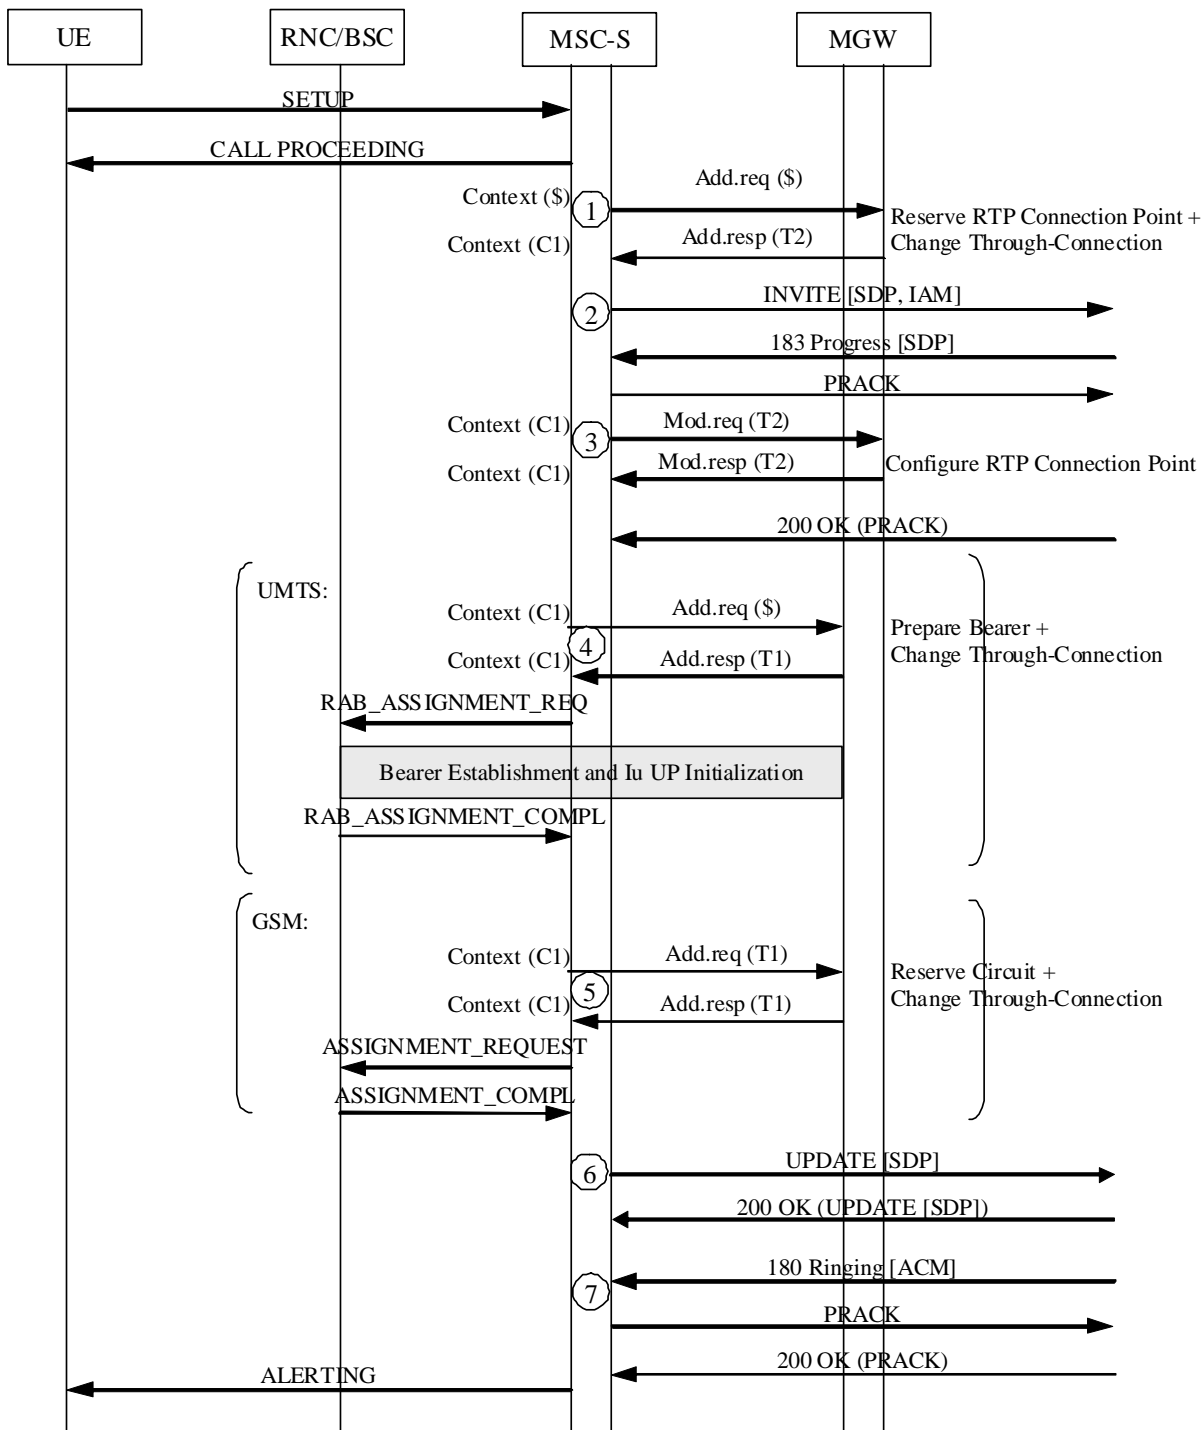 UE
RNC/BSC
MSC-S
MGW
SETUP
CALL PROCEEDING
Context ($)
1
Add.req ($)
Reserve RTP Connection Point +
Change Through-Connection
Context (C1)
Add.resp (T2)
2
INVITE [SDP, IAM]
183 Progress [SDP]
PRACK
Context (C1)
3
Mod.req (T2)
Context (C1)
Mod.resp (T2)
Configure RTP Connection Point
200 OK (PRACK)
UMTS:
Context (C1)
4
Add.req ($)
Prepare Bearer +
Change Through-Connection
Context (C1)
Add.resp (T1)
RAB_ASSIGNMENT_REQ
Bearer Establishment and Iu UP Initialization
RAB_ASSIGNMENT_COMPL
GSM:
Context (C1)
5
Add.req (T1)
Reserve Circuit +
Change Through-Connection
Context (C1)
Add.resp (T1)
ASSIGNMENT_REQUEST
ASSIGNMENT_COMPL
6
UPDATE [SDP]
200 OK (UPDATE [SDP])
7
180 Ringing [ACM]
PRACK
200 OK (PRACK)
ALERTING